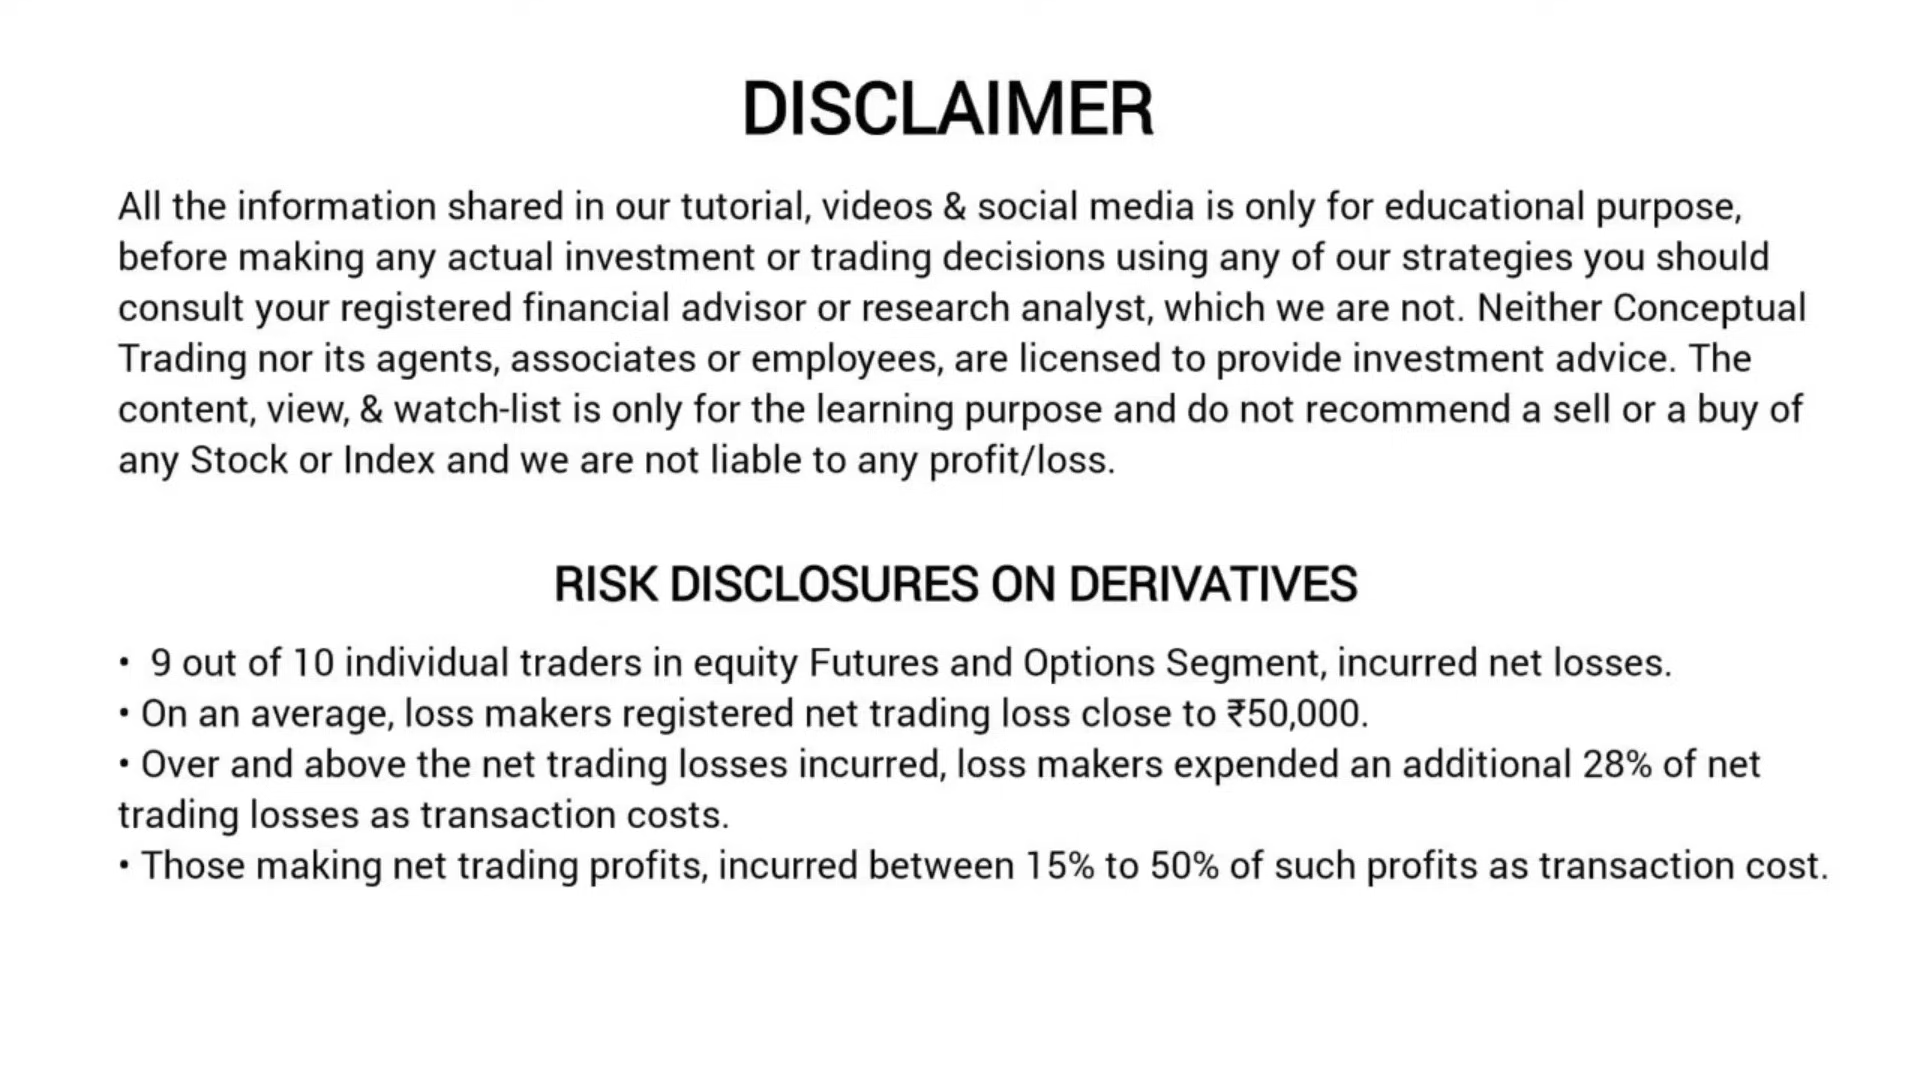 DISCLAIMER
All the information shared in our tutorial, videos & social media is only for educational purpose,
before making any actual investment or trading decisions using any of our strategies you should
consult your registered financial advisor or research analyst, which we are not. Neither Conceptual
Trading nor its agents, associates or employees, are licensed to provide investment advice. The
content, view, & watch-list is only for the learning purpose and do not recommend a sell or a buy of
any Stock or Index and we are not liable to any profit/loss.
RISK DISCLOSURES ON DERIVATIVES
• 9 out of 10 individual traders in equity Futures and Options Segment, incurred net losses.
• On an average, loss makers registered net trading loss close to ₹50,000.
• Over and above the net trading losses incurred, loss makers expended an additional 28% of net
trading losses as transaction costs.
• Those making net trading profits, incurred between 15% to 50% of such profits as transaction cost.